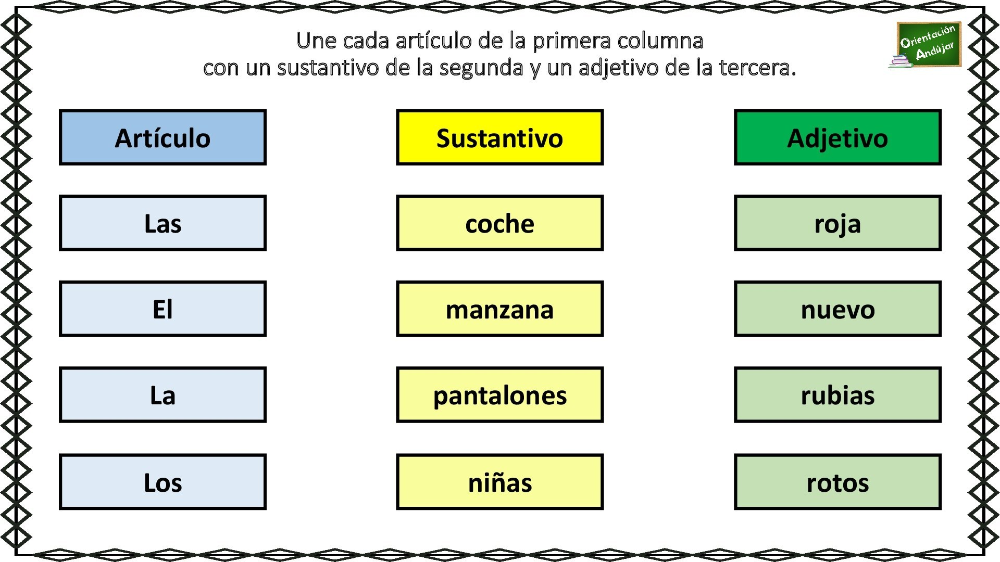 Une cada artículo de la primera columna
con un sustantivo de la segunda y un adjetivo de la tercera.
Orientación
Andújar
Artículo
Sustantivo
Adjetivo
Las
coche
roja
El
manzana
nuevo
La
pantalones
rubias
Los
niñas
rotos